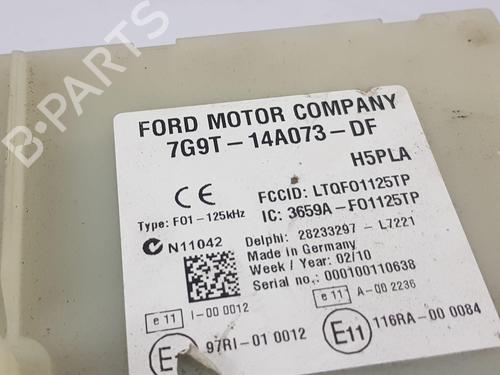 FORD MOTOR COMPANY
7G9T-14A073-DF
H5PLA
CE
FCCID: LTQFO1125TP
Type: F01-125kHz
IC: 3659A-FO1125TP
N11042
Delphi: 28233297 - L7221
Made in Germany
Week / Year: 02/10
Serial no.: 000100110638
e 11 I-00 0012
e 11 A-00 2236
E 97RI-01 0012
E11 116RA-00 0084
B-PARTS